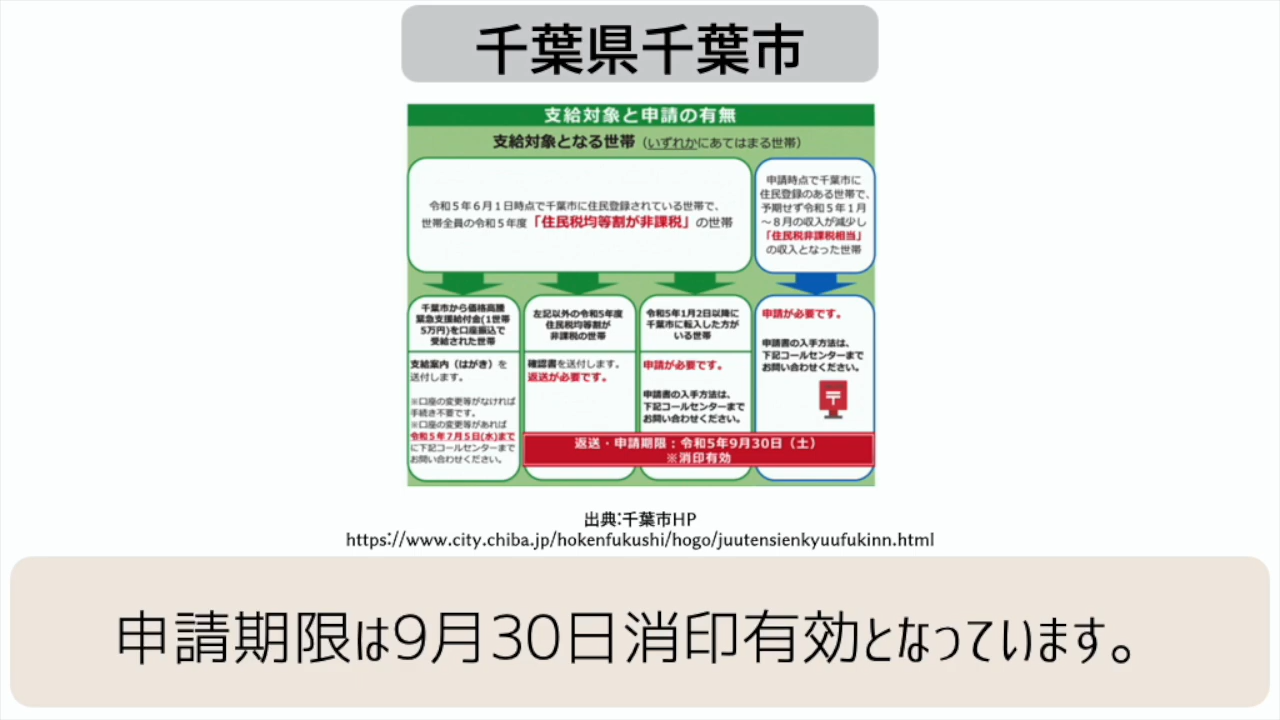 千葉県千葉市
支給対象と申請の有無
支給対象となる世帯（いずれかにあてはまる世帯）
令和５年６月１日時点で千葉市に住民登録されている世帯で、
世帯全員の令和５年度「住民税均等割が非課税」の世帯
申請時点で千葉市に
住民登録のある世帯で、
予期せず令和５年１月
～８月の収入が減少し
「住民税非課税相当」
の収入となった世帯
千葉市から価格高騰
緊急支援給付金(1世帯
5万円)を口座振込で
受給された世帯
支給案内（はがき）を
送付します。
※口座の変更等がなければ
手続き不要です。
※口座の変更等があれば
令和５年７月５日(水)まで
に下記コールセンターまで
お問い合わせください。
左記以外の令和5年度
住民税均等割が
非課税の世帯
確認書を送付します。
返送が必要です。
令和5年1月2日以降に
千葉市に転入した方が
いる世帯
申請が必要です。
申請書の入手方法は、
下記コールセンターまで
お問い合わせください。
申請が必要です。
申請書の入手方法は、
下記コールセンターまで
お問い合わせください。
〒
返送・申請期限：令和5年9月30日（土）
※消印有効
出典:千葉市HP
https://www.city.chiba.jp/hokenfukushi/hogo/juutensienkyuufukinn.html
申請期限は9月30日消印有効となっています。